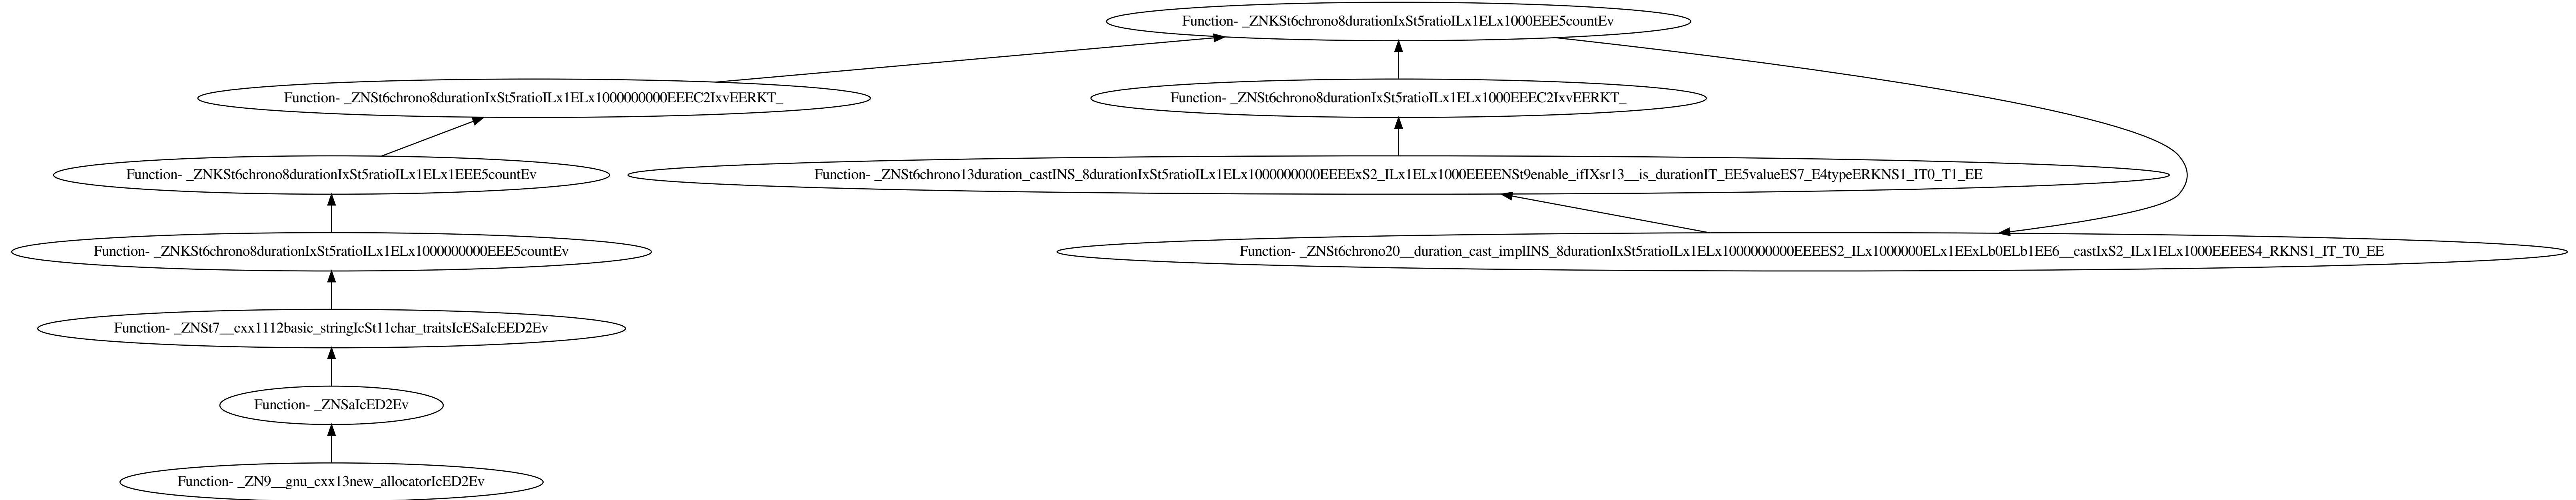 Function- _ZNKSt6chrono8durationIxSt5ratioILx1ELx1000EEE5countEv
Function- _ZNSt6chrono8durationIxSt5ratioILx1ELx1000000000EEEC2IxvEERKT_
Function- _ZNSt6chrono8durationIxSt5ratioILx1ELx1000EEEC2IxvEERKT_
Function- _ZNKSt6chrono8durationIxSt5ratioILx1ELx1EEE5countEv
Function- _ZNSt6chrono13duration_castINS_8durationIxSt5ratioILx1ELx1000000000EEEExS2_ILx1ELx1000EEEENSt9enable_ifIXsr13__is_durationIT_EE5valueES7_E4typeERKNS1_IT0_T1_EE
Function- _ZNKSt6chrono8durationIxSt5ratioILx1ELx1000000000EEE5countEv
Function- _ZNSt6chrono20__duration_cast_implINS_8durationIxSt5ratioILx1ELx1000000000EEEES2_ILx1000000ELx1EExLb0ELb1EE6__castIxS2_ILx1ELx1000EEEES4_RKNS1_IT_T0_EE
Function- _ZNSt7__cxx1112basic_stringIcSt11char_traitsIcESaIcEED2Ev
Function- _ZNSaIcED2Ev
Function- _ZN9__gnu_cxx13new_allocatorIcED2Ev